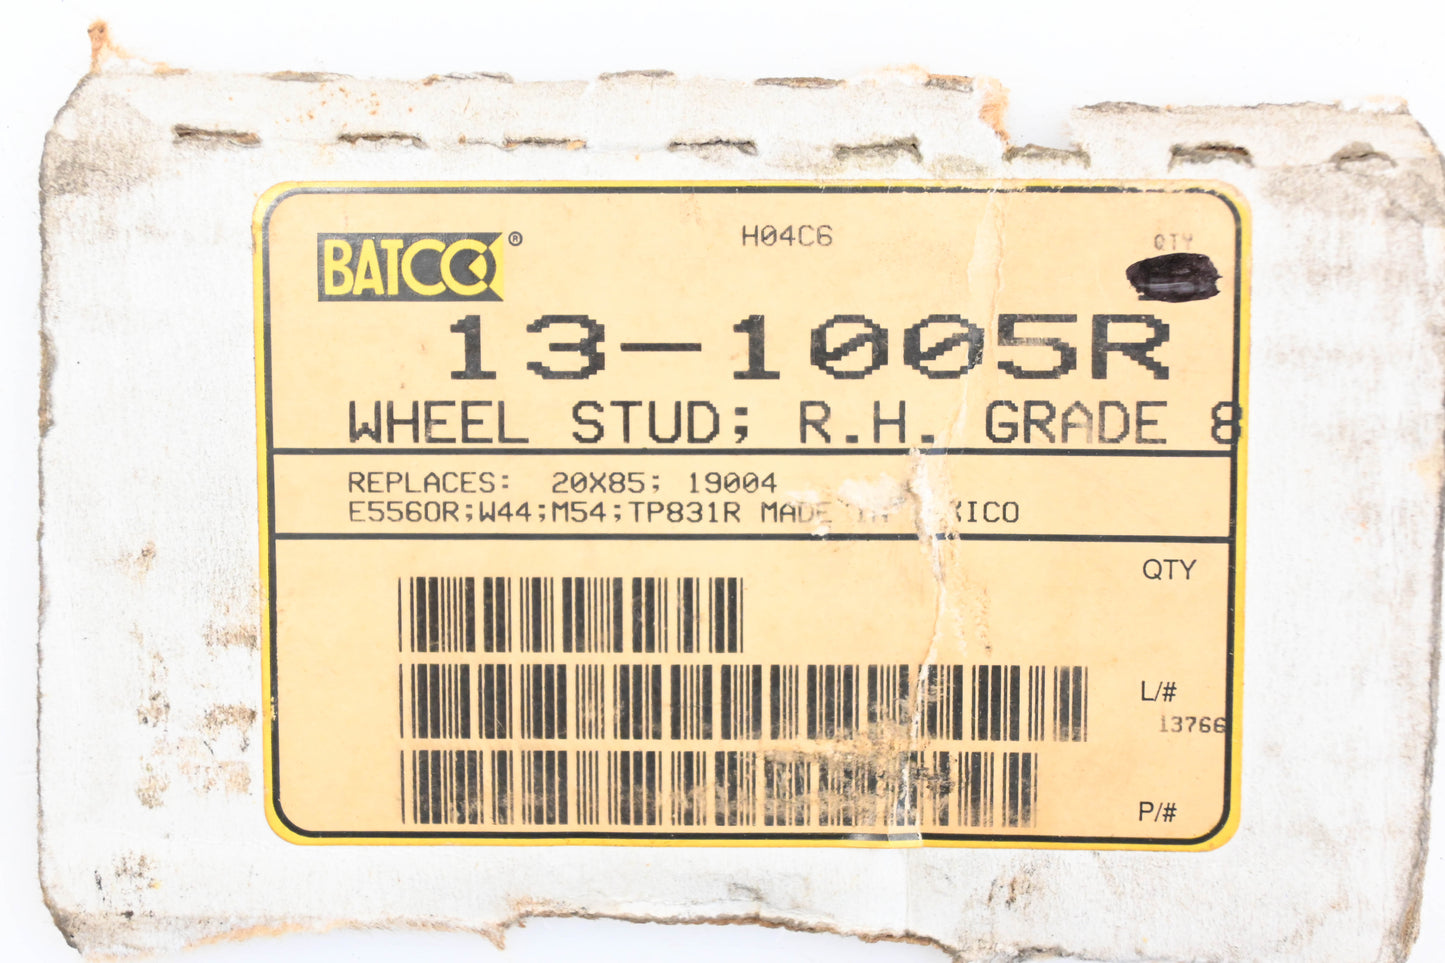 BATCO®
H04C6
QTY
13-1005R
WHEEL STUD; R.H. GRADE 8
REPLACES: 20X85; 19004
E5560R;W44;M54;TP831R MADE IN
QTY
L/#
13766
P/#